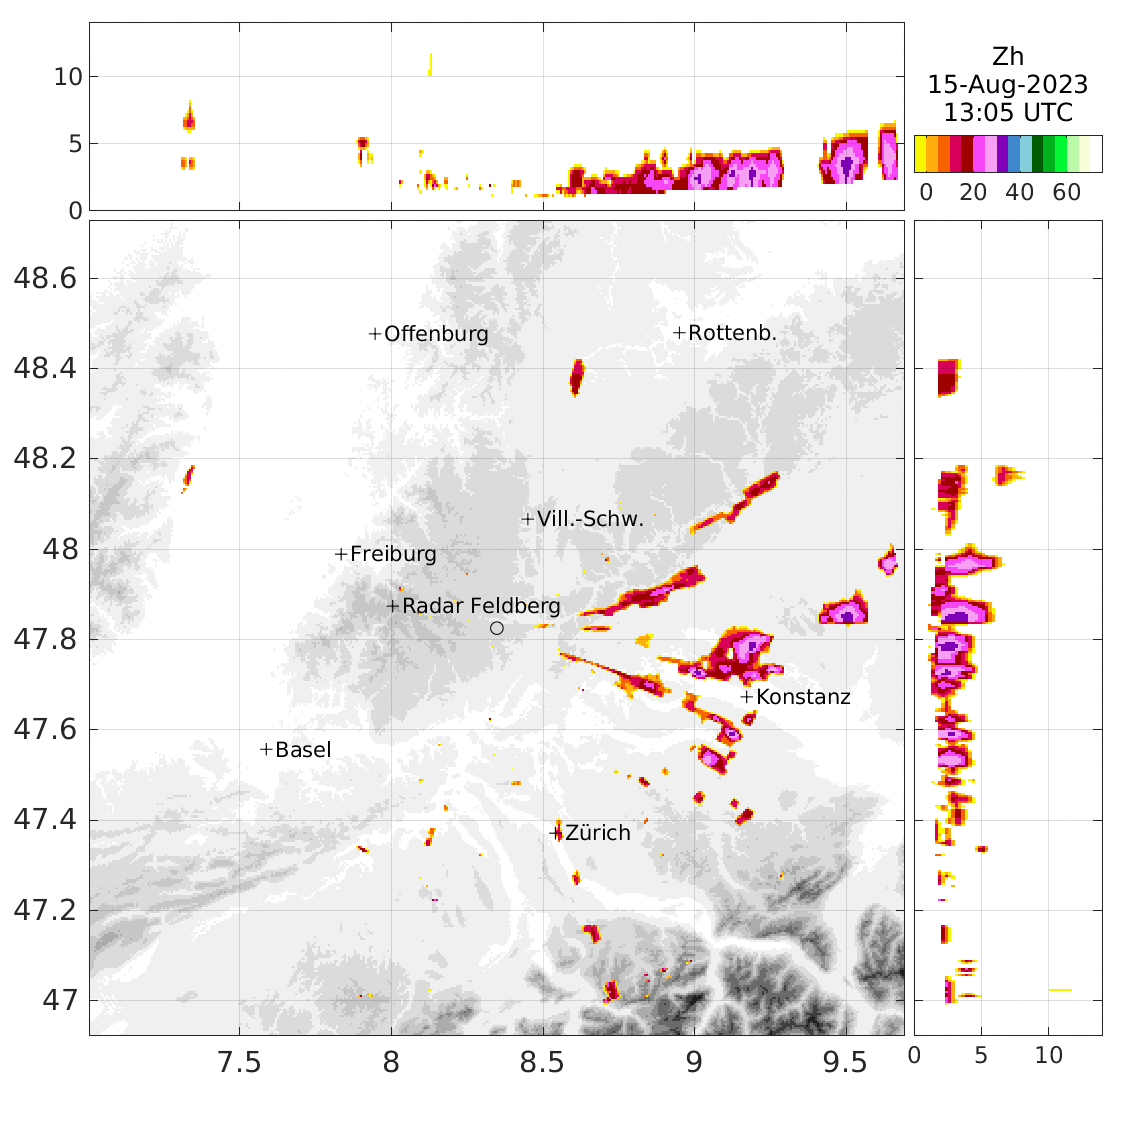 Zh
15-Aug-2023
13:05 UTC
0 20 40 60
10
5
0
48.6
48.4
48.2
48
47.8
47.6
47.4
47.2
47
+Offenburg
+Rottenb.
+Vill.-Schw.
+Freiburg
+Radar Feldberg
+Konstanz
+Basel
+Zürich
7.5 8 8.5 9 9.5
0 5 10